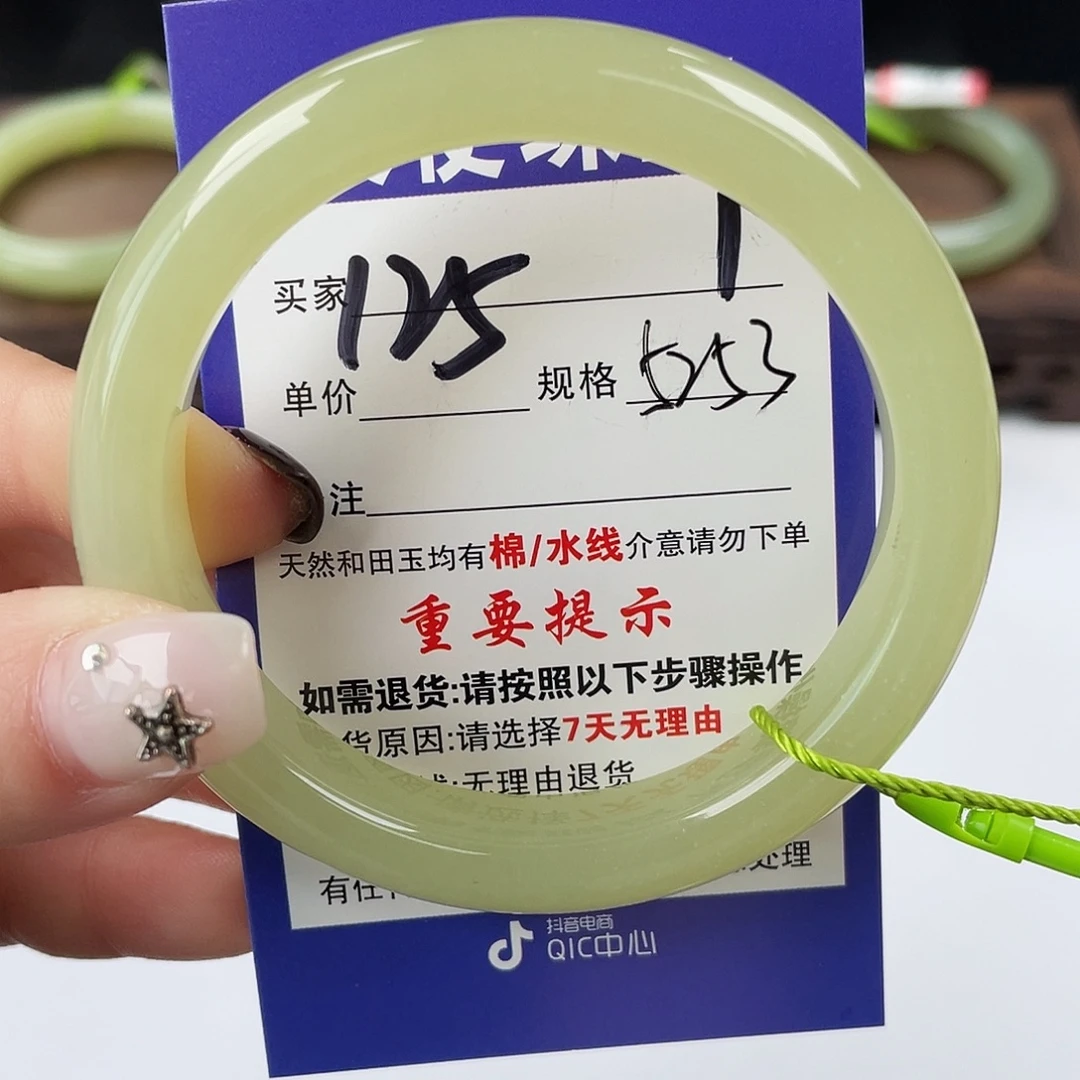 买家 125 1
单价 规格 5253
注
天然和田玉均有棉/水线介意请勿下单
重要提示
如需退货:请按照以下步骤操作
货原因:请选择7天无理由
:无理由退货
有任 处理
抖音电商
QIC中心